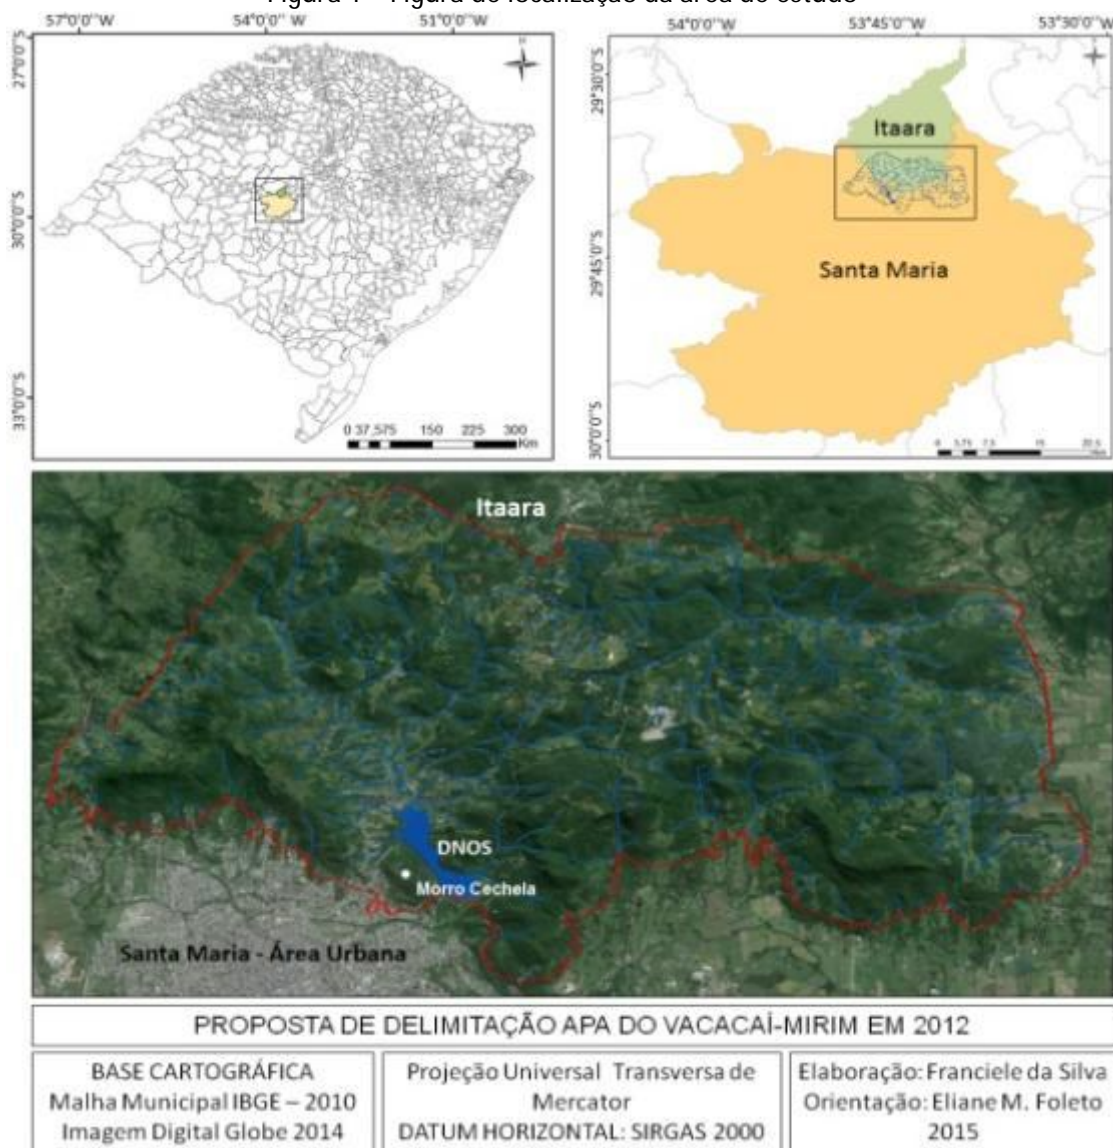 Figura 1 - Figura de localização da área de estudo
57°0'0"W 54°0'0"W 51°0'0"W
27°0'0"S
30°0'0"S
33°0'0"S
0 37,575 150 225 300
Km
54°0'0"W 53°45'0"W 53°30'0"W
29°30'0"S
29°45'0"S
30°0'0"S
Itaara
Santa Maria
Itaara
DNOS
Morro Cechela
Santa Maria - Área Urbana
PROPOSTA DE DELIMITAÇÃO APA DO VACACAÍ-MIRIM EM 2012
BASE CARTOGRÁFICA
Malha Municipal IBGE – 2010
Imagem Digital Globe 2014
Projeção Universal Transversa de
Mercator
DATUM HORIZONTAL: SIRGAS 2000
Elaboração: Franciele da Silva
Orientação: Eliane M. Foleto
2015